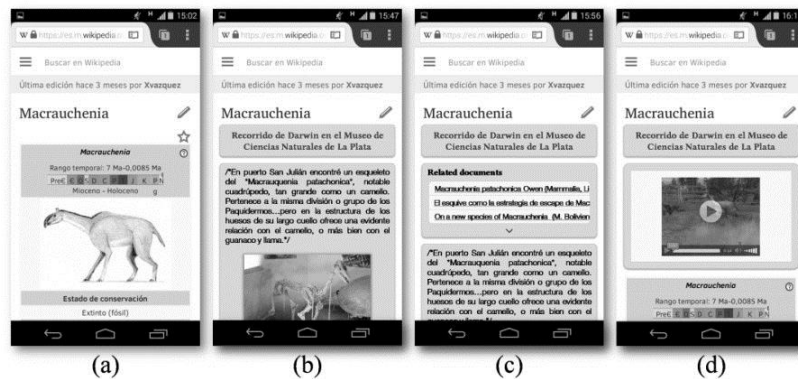 15:02
https://es.m.wikipedia.o
Buscar en Wikipedia
Última edición hace 3 meses por Xvazquez
Macrauchenia
Macrauchenia
Rango temporal: 7 Ma-0,0085 Ma
PreЄ Є O S D C P T J K P N
Mioceno - Holoceno
Estado de conservación
Extinto (fósil)
(a)
15:47
https://es.m.wikipedia.o
Buscar en Wikipedia
Última edición hace 3 meses por Xvazquez
Macrauchenia
Recorrido de Darwin en el Museo de
Ciencias Naturales de La Plata
/"En puerto San Julián encontré un esqueleto
del "Macrauquenia patachonica", notable
cuadrúpedo, tan grande como un camello.
Pertenece a la misma división o grupo de los
Paquidermos...pero en la estructura de los
huesos de su largo cuello ofrece una evidente
relación con el camello, o más bien con el
guanaco y llama."/
(b)
15:56
https://es.m.wikipedia.c
Buscar en Wikipedia
Última edición hace 3 meses por Xvazquez
Macrauchenia
Recorrido de Darwin en el Museo de
Ciencias Naturales de La Plata
Related documents
Macrauchenia patachonica Owen (Mammalia, Li
El esquive como la estrategia de escape de Mac
On a new species of Macrauchenia (M. Bolivien
/"En puerto San Julián encontré un esqueleto
del "Macrauquenia patachonica", notable
cuadrúpedo, tan grande como un camello.
Pertenece a la misma división o grupo de los
Paquidermos...pero en la estructura de los
huesos de su largo cuello ofrece una evidente
relación con el camello, o más bien con el
(c)
16:1
https://es.m.wikipedia.c
Buscar en Wikipedia
Última edición hace 3 meses por Xvazquez
Macrauchenia
Recorrido de Darwin en el Museo de
Ciencias Naturales de La Plata
Macrauchenia
Rango temporal: 7 Ma-0,0085 Ma
PreЄ Є O S D C P T J K P N
(d)